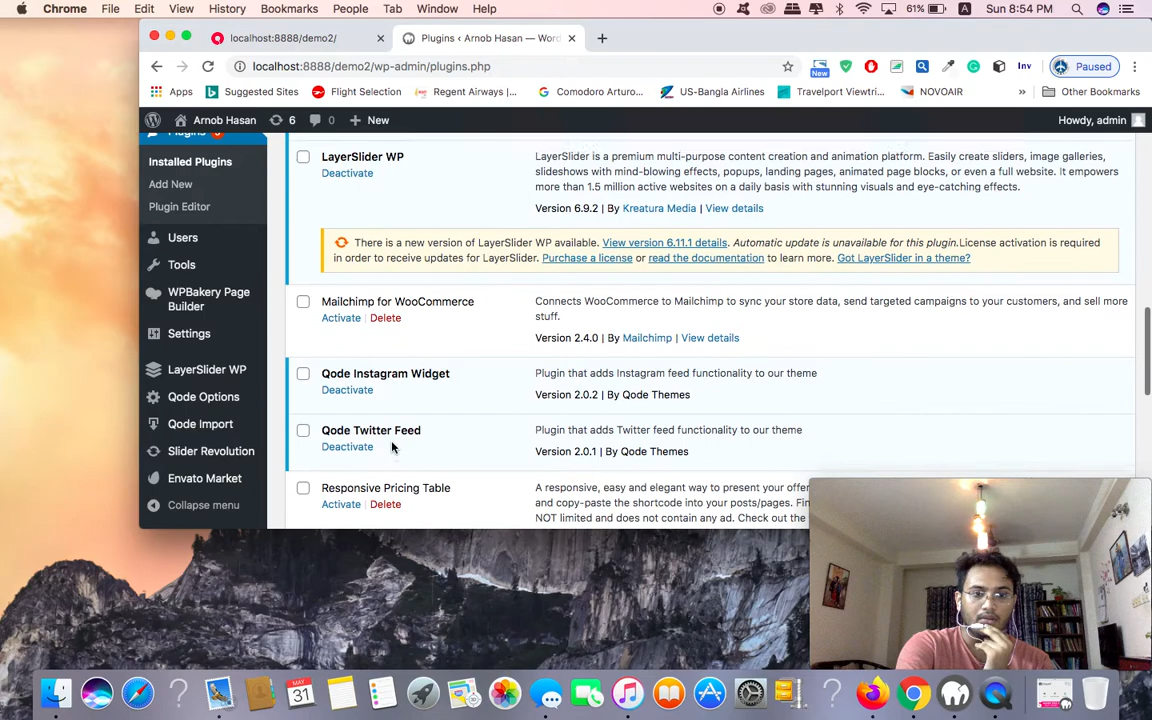 Chrome File Edit View History Bookmarks People Tab Window Help 61% A Sun 8:54 PM
localhost:8888/demo2/ Plugins ‹ Arnob Hasan — Word
localhost:8888/demo2/wp-admin/plugins.php New Inv Paused
Apps Suggested Sites Flight Selection Regent Airways |... Comodoro Arturo... US-Bangla Airlines Travelport Viewtri... NOVOAIR » Other Bookmarks
Arnob Hasan 6 0 New Howdy, admin
Plugins
Installed Plugins
Add New
Plugin Editor
Users
Tools
WPBakery Page
Builder
Settings
LayerSlider WP
Qode Options
Qode Import
Slider Revolution
Envato Market
Collapse menu
LayerSlider WP
Deactivate
LayerSlider is a premium multi-purpose content creation and animation platform. Easily create sliders, image galleries,
slideshows with mind-blowing effects, popups, landing pages, animated page blocks, or even a full website. It empowers
more than 1.5 million active websites on a daily basis with stunning visuals and eye-catching effects.
Version 6.9.2 | By Kreatura Media | View details
There is a new version of LayerSlider WP available. View version 6.11.1 details. Automatic update is unavailable for this plugin.License activation is required
in order to receive updates for LayerSlider. Purchase a license or read the documentation to learn more. Got LayerSlider in a theme?
Mailchimp for WooCommerce
Activate | Delete
Connects WooCommerce to Mailchimp to sync your store data, send targeted campaigns to your customers, and sell more
stuff.
Version 2.4.0 | By Mailchimp | View details
Qode Instagram Widget
Deactivate
Plugin that adds Instagram feed functionality to our theme
Version 2.0.2 | By Qode Themes
Qode Twitter Feed
Deactivate
Plugin that adds Twitter feed functionality to our theme
Version 2.0.1 | By Qode Themes
Responsive Pricing Table
Activate | Delete
A responsive, easy and elegant way to present your offer
and copy-paste the shortcode into your posts/pages. Fin
NOT limited and does not contain any ad. Check out the
MAY
31